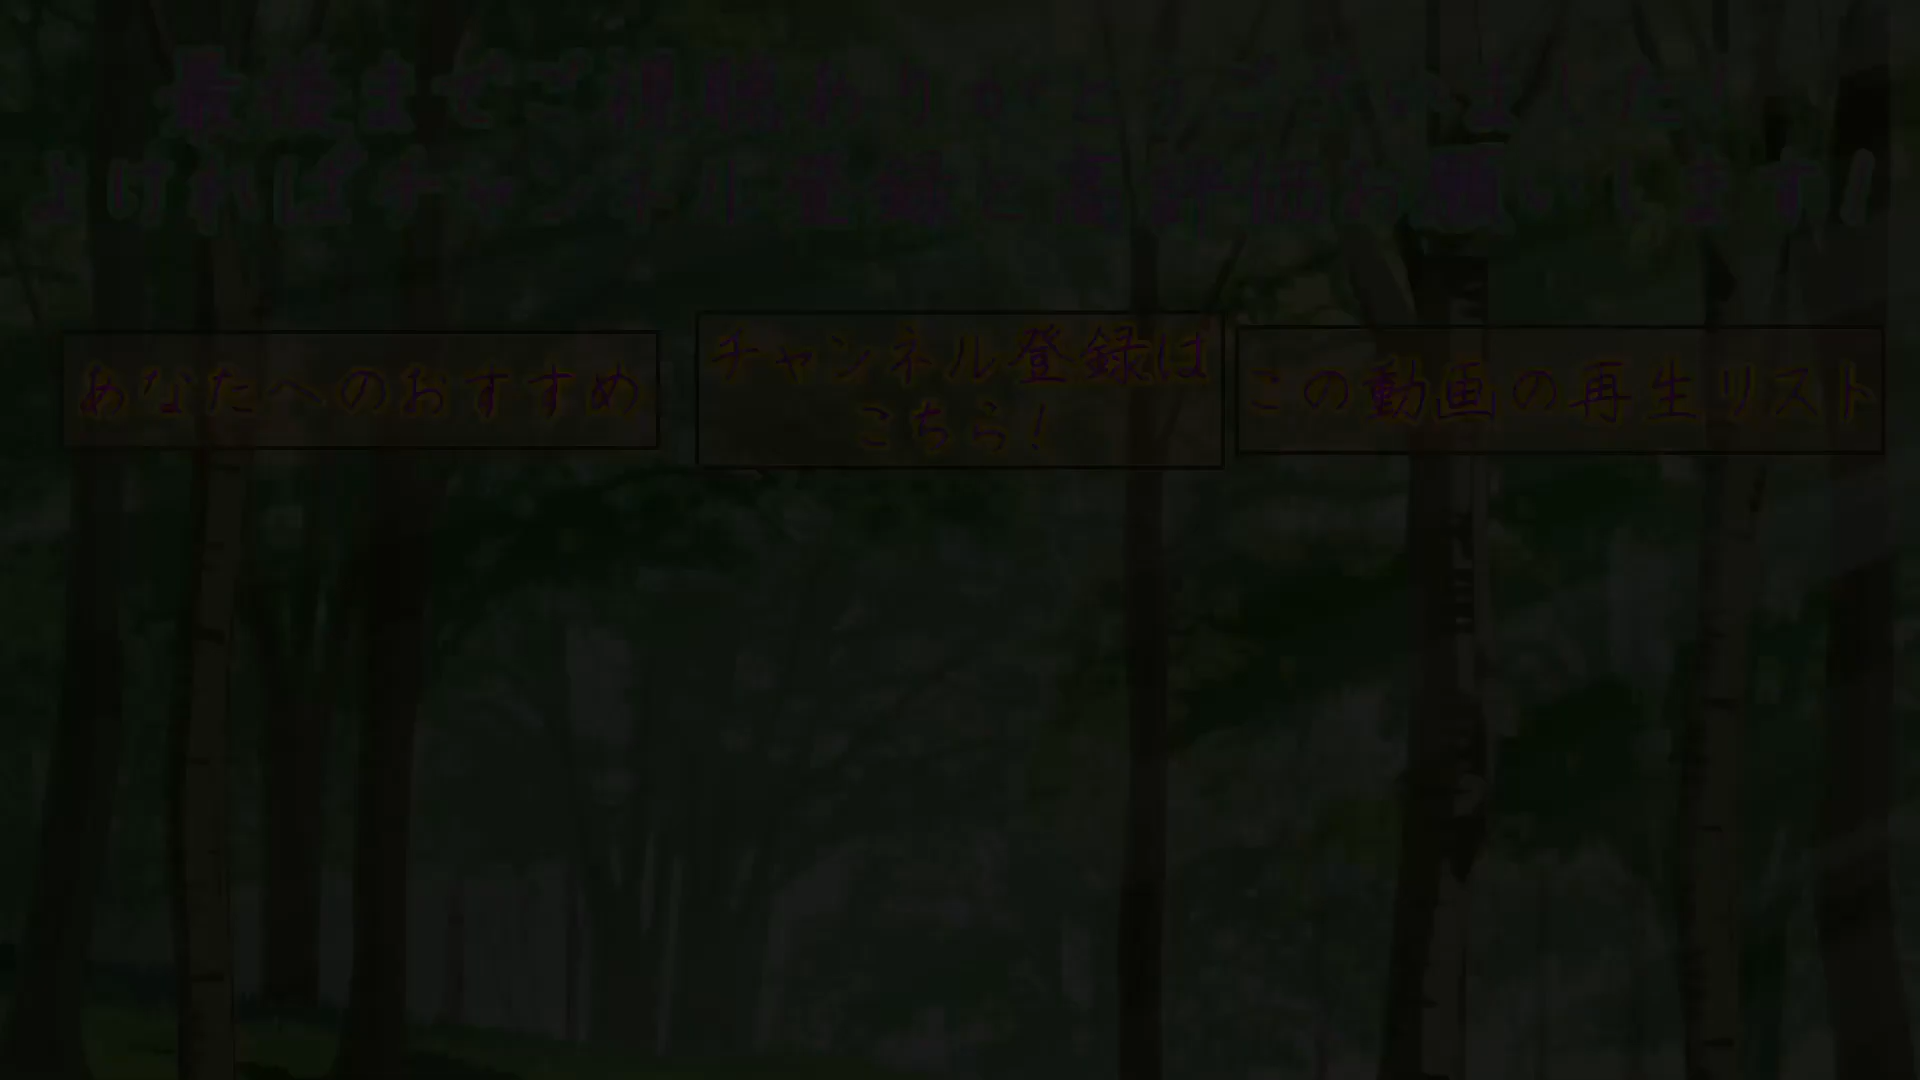 最後までご視聴ありがとうございました!
よければチャンネル登録と高評価お願いします!
あなたへのおすすめ
チャンネル登録は
こちら!
この動画の再生リスト